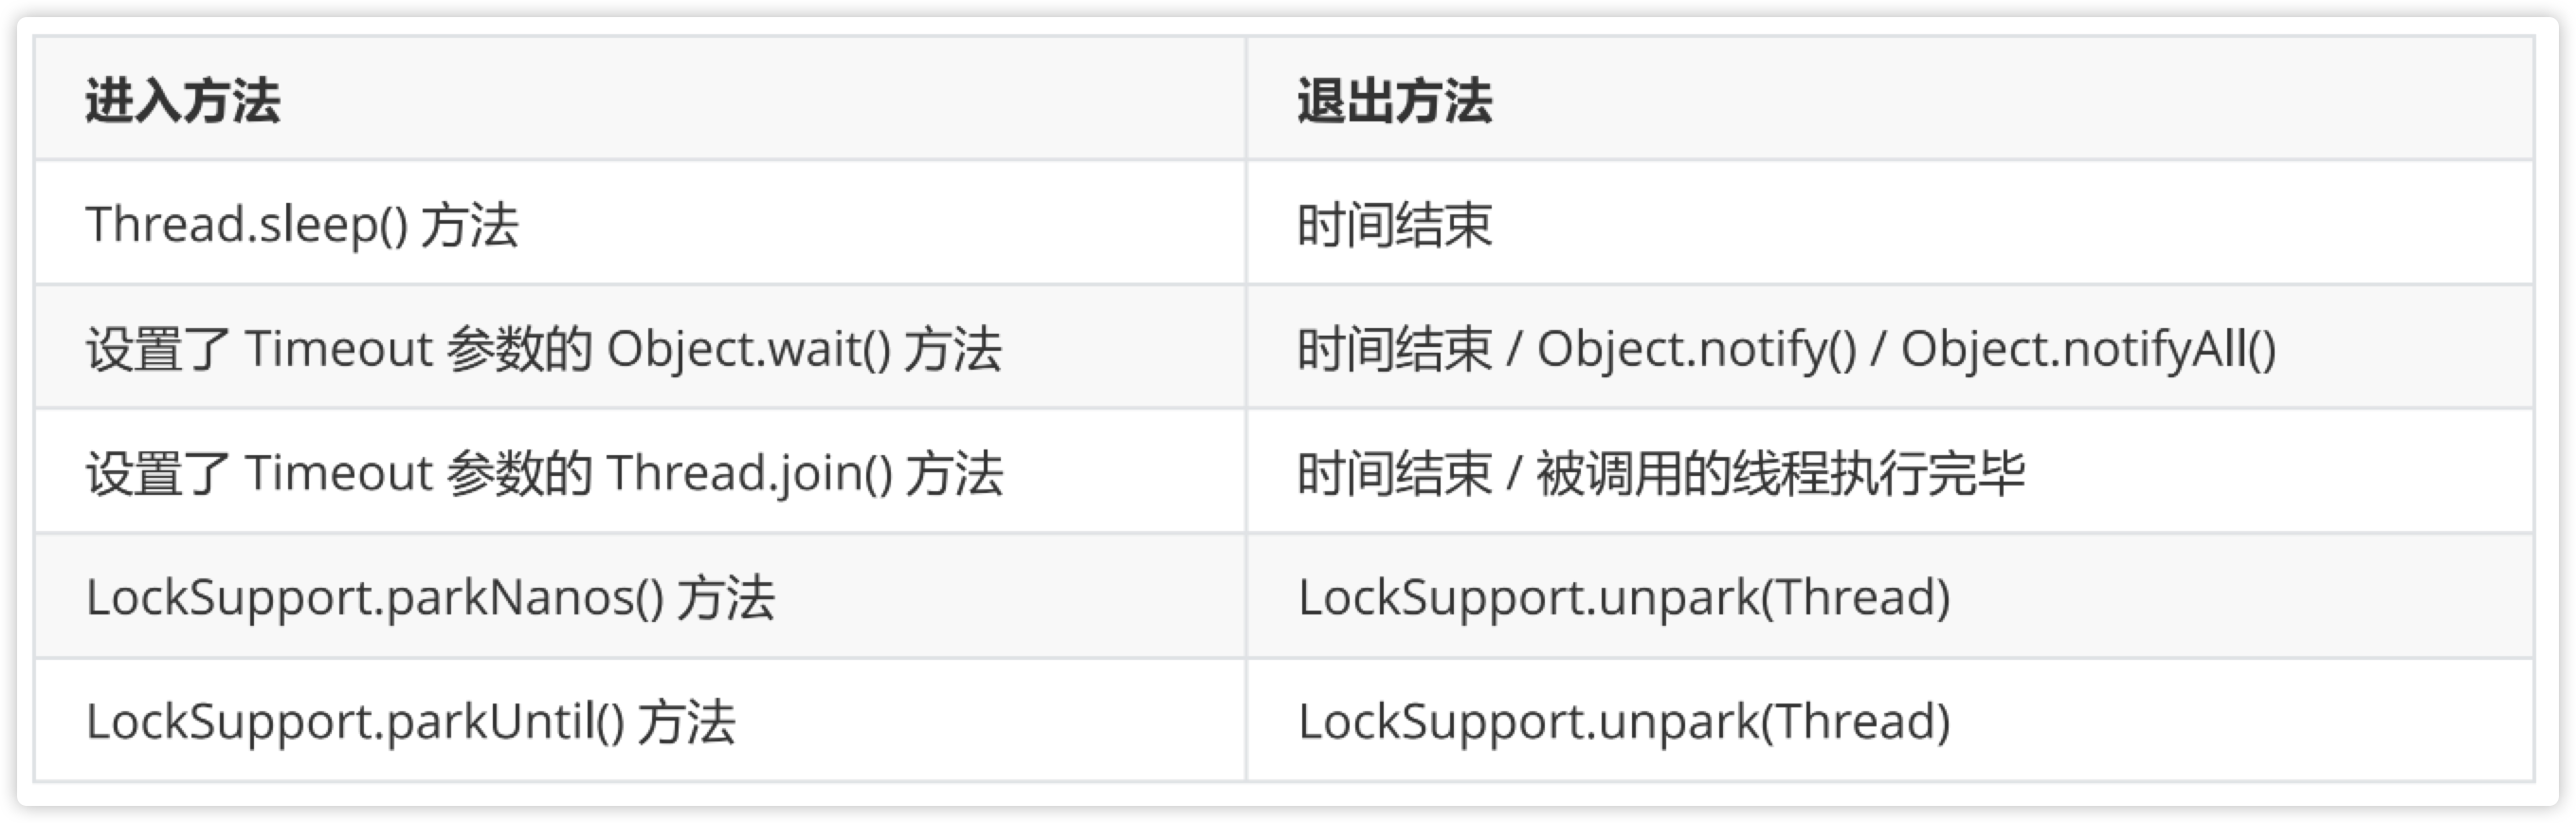 进入方法 退出方法
Thread.sleep() 方法 时间结束
设置了 Timeout 参数的 Object.wait() 方法 时间结束 / Object.notify() / Object.notifyAll()
设置了 Timeout 参数的 Thread.join() 方法 时间结束 / 被调用的线程执行完毕
LockSupport.parkNanos() 方法 LockSupport.unpark(Thread)
LockSupport.parkUntil() 方法 LockSupport.unpark(Thread)